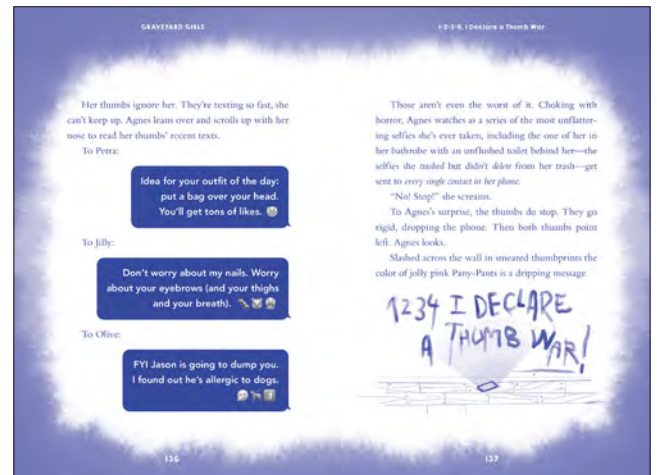 GRAVEYARD GIRLS
Her thumbs ignore her. They're texting so fast, she
can't keep up. Agnes leans over and scrolls up with her
nose to read her thumbs' recent texts.
To Petra:
Idea for your outfit of the day:
put a bag over your head.
You'll get tons of likes.
To Jilly:
Don't worry about my nails. Worry
about your eyebrows (and your thighs
and your breath).
To Olive:
FYI Jason is going to dump you.
I found out he's allergic to dogs.
136
1-2-3-4, I Declare a Thumb War
Those aren't even the worst of it. Choking with
horror, Agnes watches as a series of the most unflatter-
ing selfies she's ever taken, including the one of her in
her bathrobe with an unflushed toilet behind her—the
selfies she trashed but didn't delete from her trash—get
sent to every single contact in her phone.
"No! Stop!" she screams.
To Agnes's surprise, the thumbs do stop. They go
rigid, dropping the phone. Then both thumbs point
left. Agnes looks.
Slashed across the wall in smeared thumbprints the
color of jolly pink Pany-Pants is a dripping message.
1234 I DECLARE
A THUMB WAR!
137